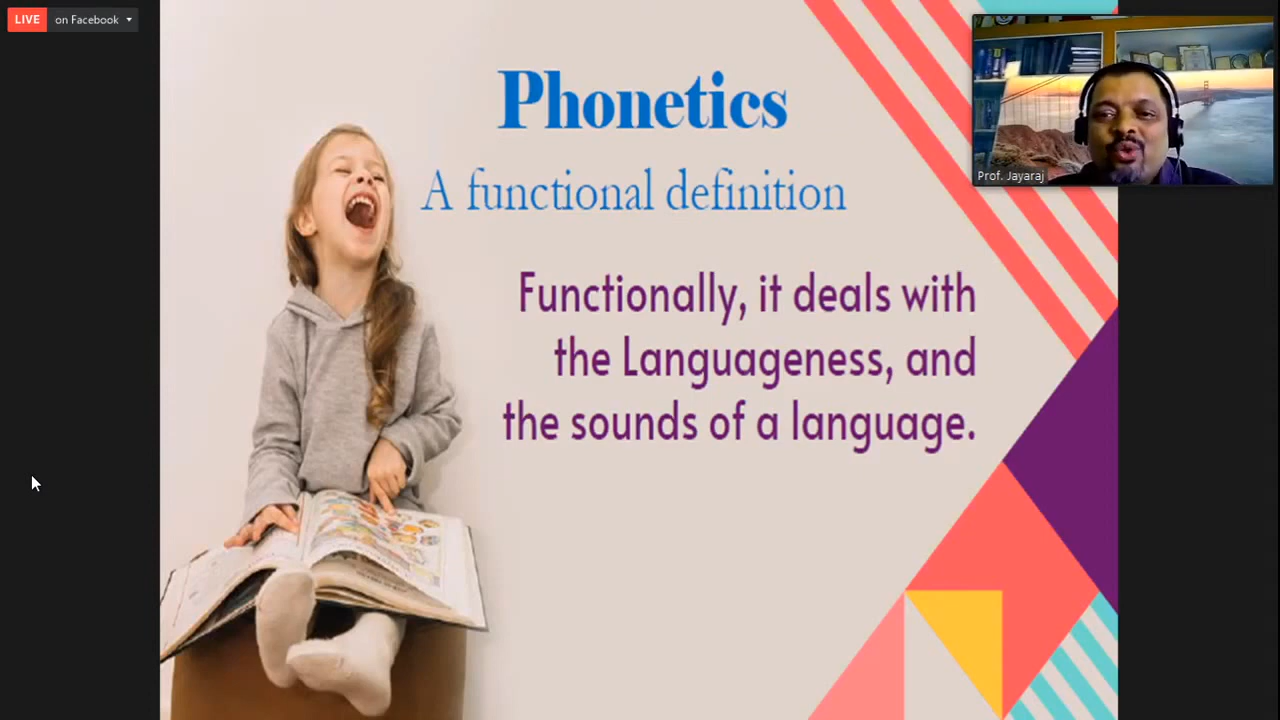 LIVE on Facebook
Phonetics
A functional definition
Functionally, it deals with
the Languageness, and
the sounds of a language.
Prof. Jayaraj